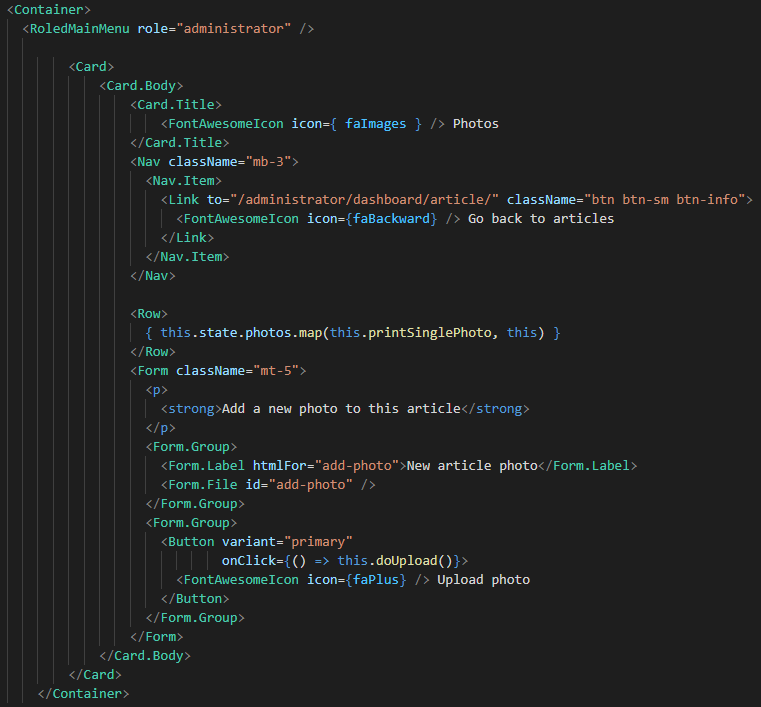 <Container>
<RoledMainMenu role="administrator" />
<Card>
<Card.Body>
<Card.Title>
<FontAwesomeIcon icon={ faImages } /> Photos
</Card.Title>
<Nav className="mb-3">
<Nav.Item>
<Link to="/administrator/dashboard/article/" className="btn btn-sm btn-info">
<FontAwesomeIcon icon={faBackward} /> Go back to articles
</Link>
</Nav.Item>
</Nav>
<Row>
{ this.state.photos.map(this.printSinglePhoto, this) }
</Row>
<Form className="mt-5">
<p>
<strong>Add a new photo to this article</strong>
</p>
<Form.Group>
<Form.Label htmlFor="add-photo">New article photo</Form.Label>
<Form.File id="add-photo" />
</Form.Group>
<Form.Group>
<Button variant="primary"
onClick={() => this.doUpload()}>
<FontAwesomeIcon icon={faPlus} /> Upload photo
</Button>
</Form.Group>
</Form>
</Card.Body>
</Card>
</Container>